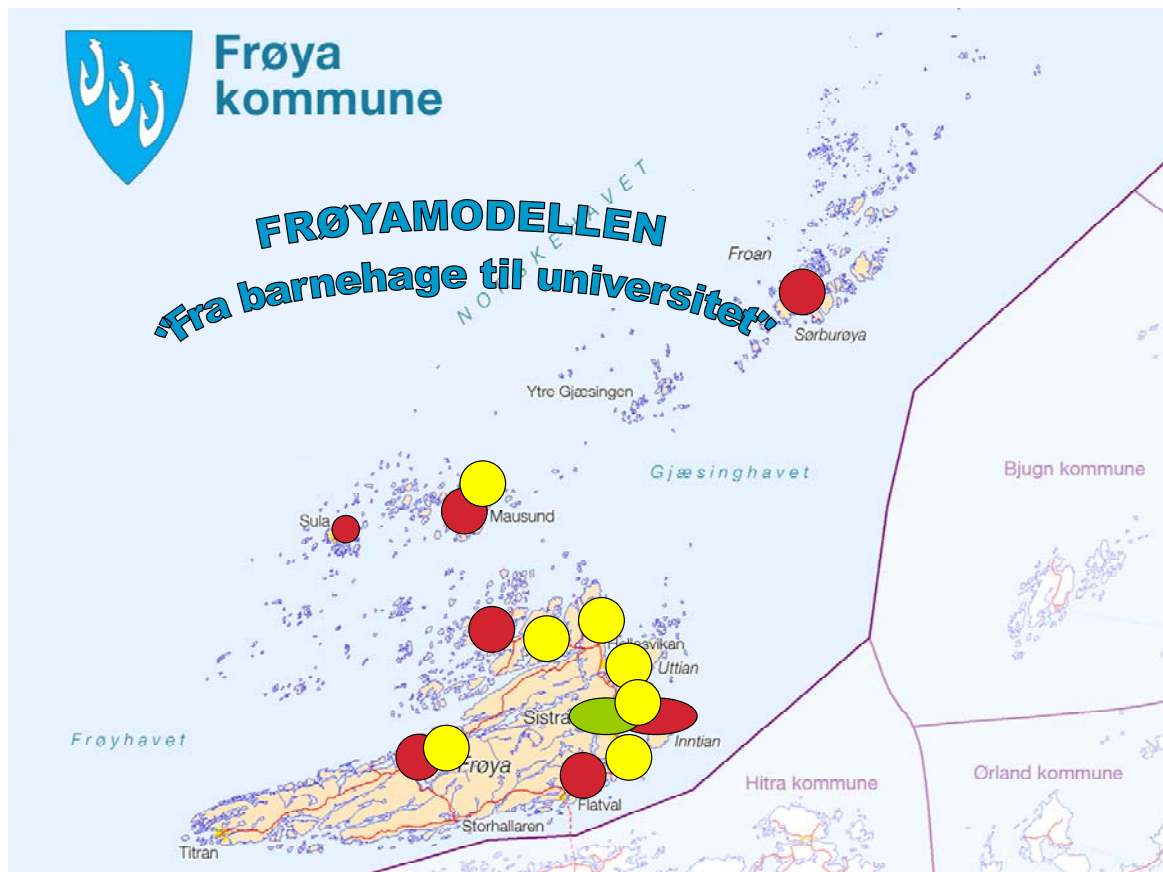 Frøya
kommune
FRØYAMODELLEN
"Fra barnehage til universitet"
Froan
Sørburøya
Ytre Gjæsingen
Gjæsinghavet
Bjugn kommune
Sula
Mausund
Uttian
Sistra
Inntian
Frøyhavet
Frøya
Ørland kommune
Hitra kommune
Flatval
Storhallaren
Titran